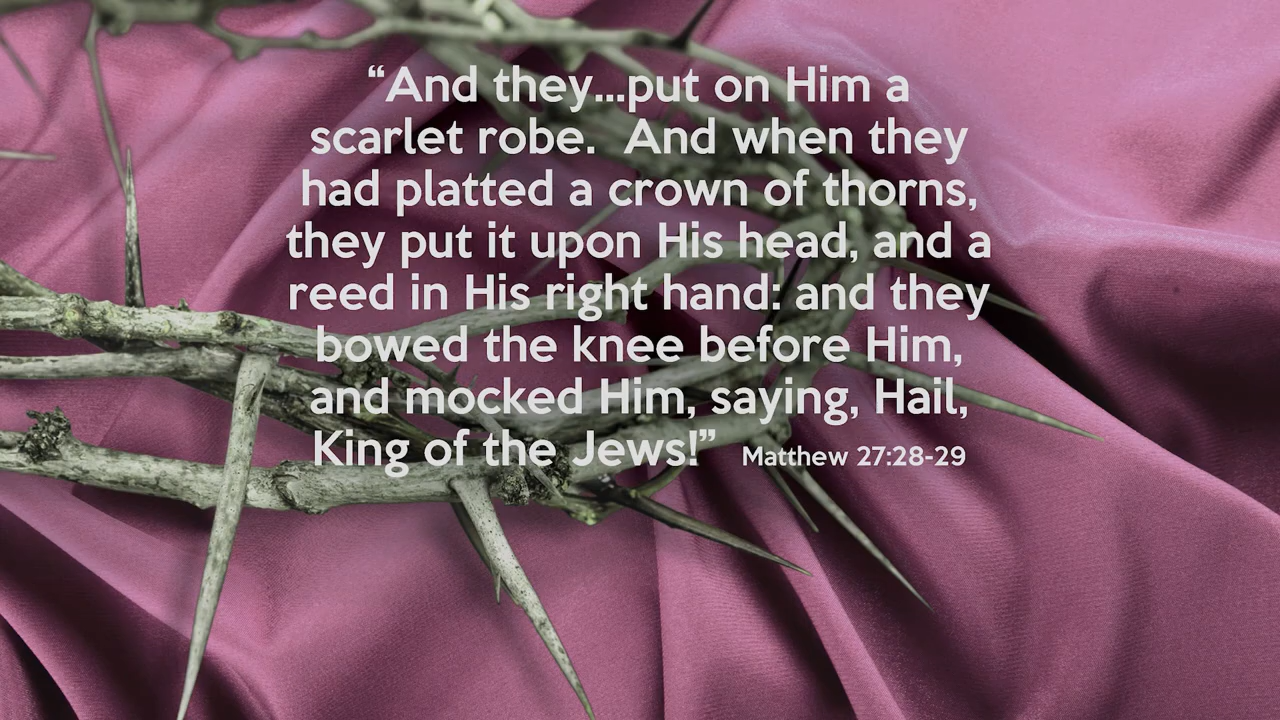 “And they...put on Him a
scarlet robe.  And when they
had platted a crown of thorns,
they put it upon His head, and a
reed in His right hand: and they
bowed the knee before Him,
and mocked Him, saying, Hail,
King of the Jews!” Matthew 27:28-29